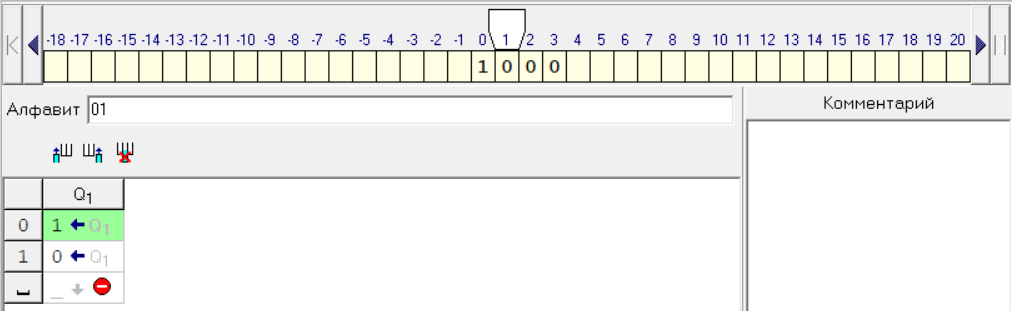 -18 -17 -16 -15 -14 -13 -12 -11 -10 -9 -8 -7 -6 -5 -4 -3 -2 -1 0 1 2 3 4 5 6 7 8 9 10 11 12 13 14 15 16 17 18 19 20
1 0 0 0
Алфавит 01
Комментарий
Q1
0 1 ← Q1
1 0 ← Q1
_ ↓